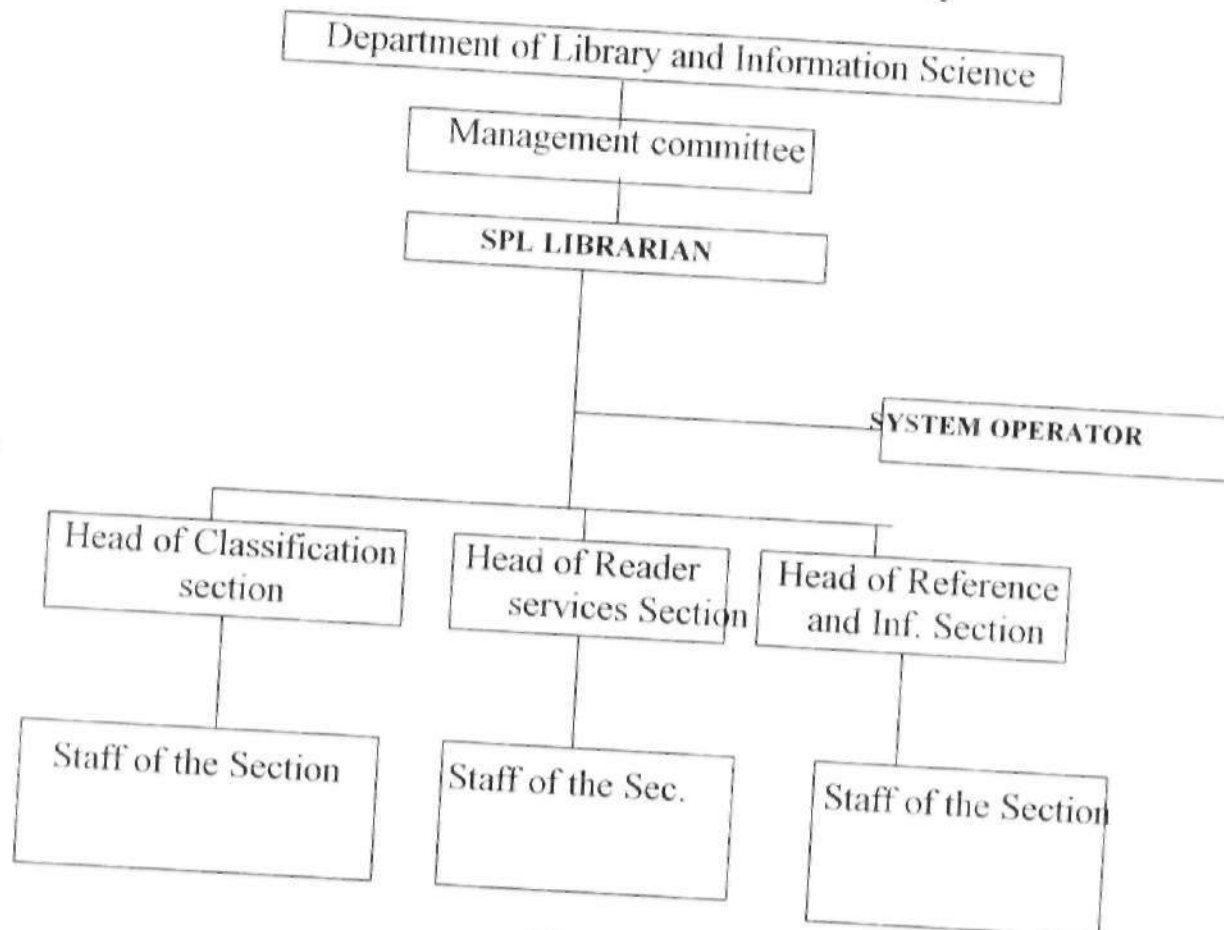 Department of Library and Information Science
Management committee
SPL LIBRARIAN
SYSTEM OPERATOR
Head of Classification
section
Head of Reader
services Section
Head of Reference
and Inf. Section
Staff of the Section
Staff of the Sec.
Staff of the Section